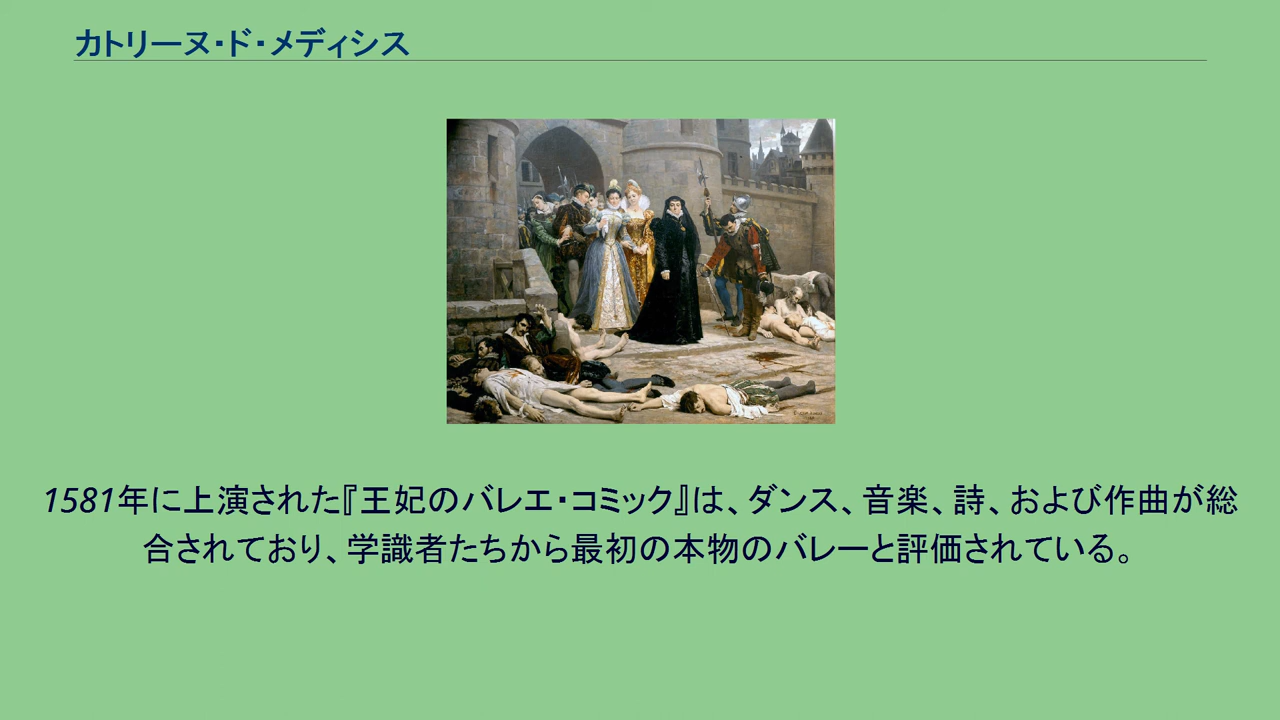 カトリーヌ・ド・メディシス
1581年に上演された『王妃のバレエ・コミック』は、ダンス、音楽、詩、および作曲が総
合されており、学識者たちから最初の本物のバレーと評価されている。